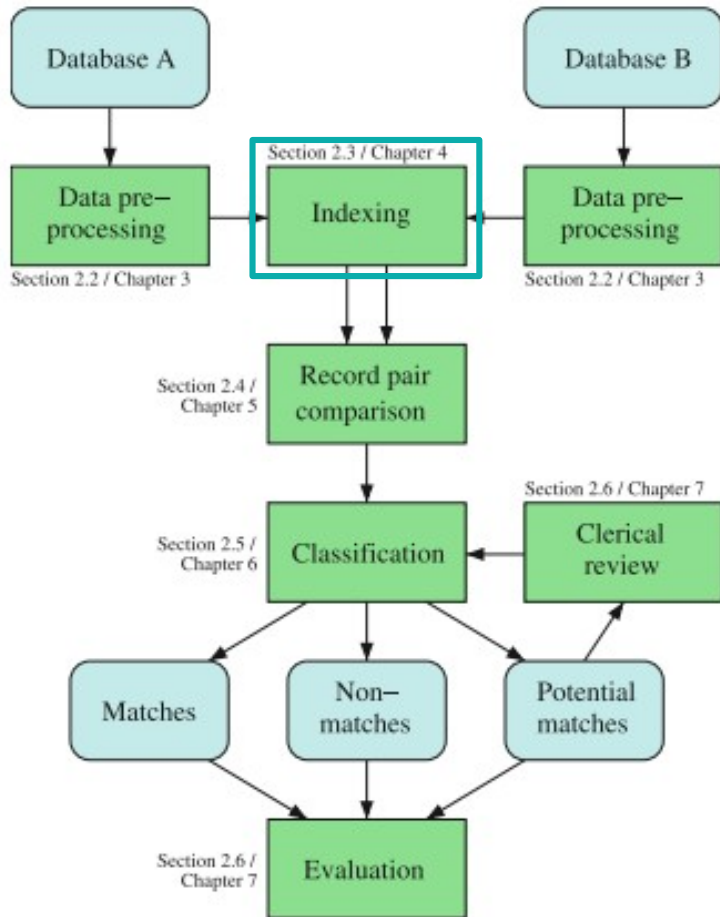 Database A
Database B
Section 2.3 / Chapter 4
Data pre–
processing
Indexing
Data pre–
processing
Section 2.2 / Chapter 3
Section 2.2 / Chapter 3
Section 2.4 /
Chapter 5
Record pair
comparison
Section 2.6 / Chapter 7
Section 2.5 /
Chapter 6
Classification
Clerical
review
Matches
Non–
matches
Potential
matches
Section 2.6 /
Chapter 7
Evaluation